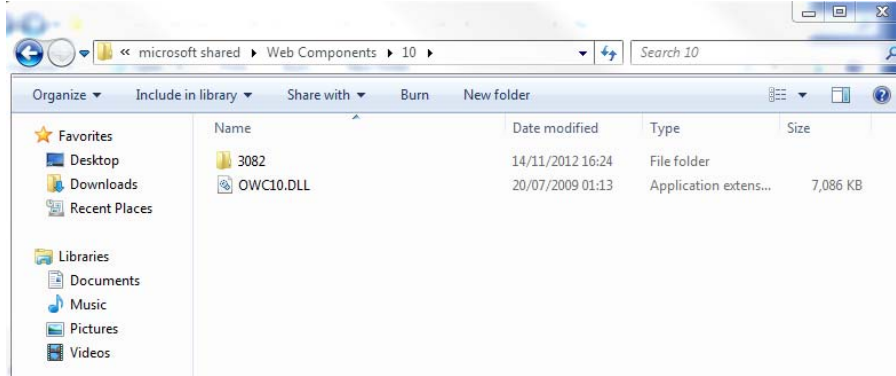 « microsoft shared ▸ Web Components ▸ 10 ▸ Search 10
Organize Include in library Share with Burn New folder
Name Date modified Type Size
Favorites
Desktop
Downloads
Recent Places
Libraries
Documents
Music
Pictures
Videos
3082 14/11/2012 16:24 File folder
OWC10.DLL 20/07/2009 01:13 Application extens... 7,086 KB